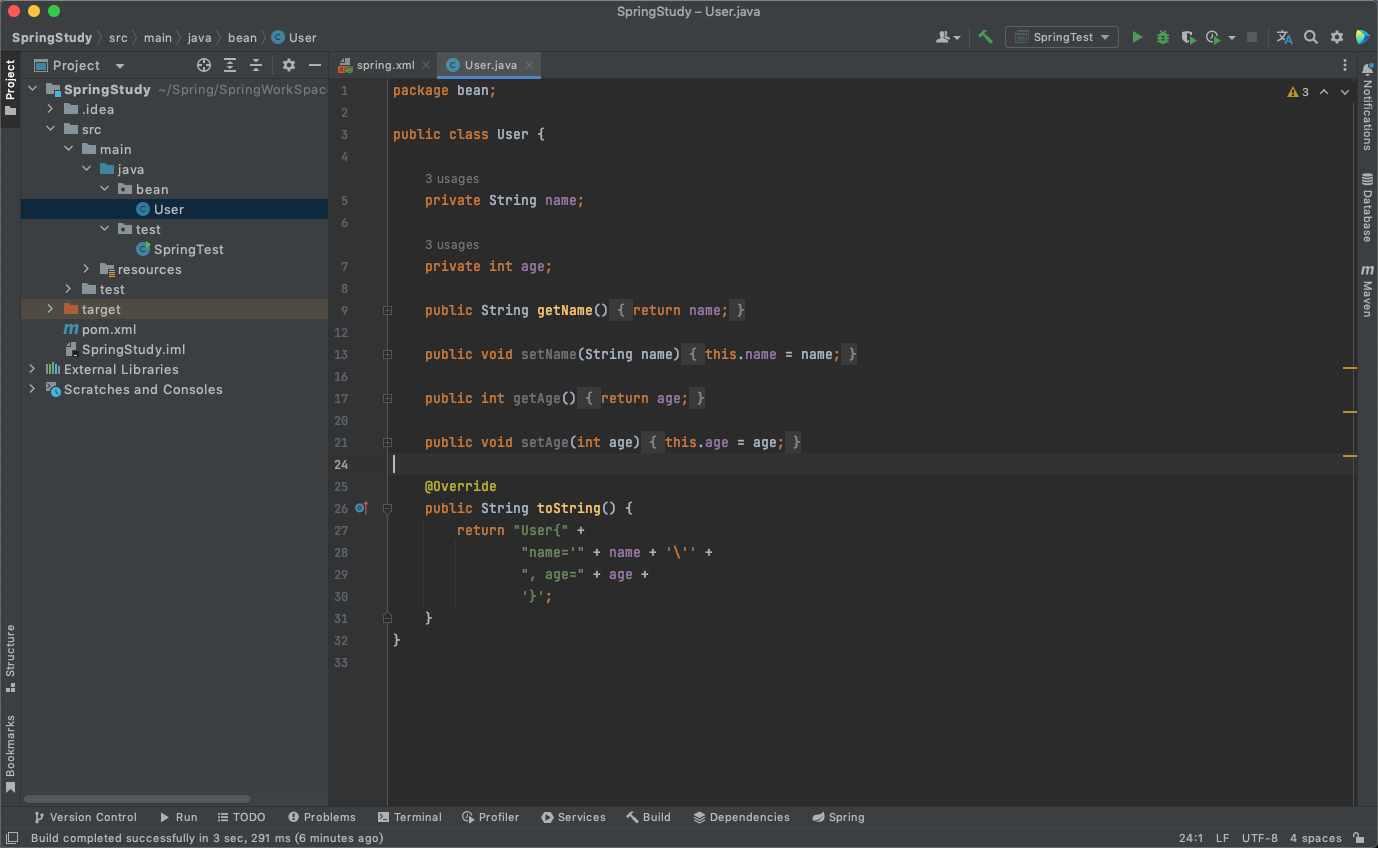 SpringStudy – User.java
SpringStudy src main java bean User
SpringTest
Project
Project
spring.xml User.java
SpringStudy ~/Spring/SpringWorkSpac
.idea
src
main
java
bean
User
test
SpringTest
resources
test
target
pom.xml
SpringStudy.iml
External Libraries
Scratches and Consoles
Structure
Bookmarks
3
1 package bean;
2
3 public class User {
4
3 usages
5 private String name;
6
3 usages
7 private int age;
8
9 public String getName() { return name; }
12
13 public void setName(String name) { this.name = name; }
16
17 public int getAge() { return age; }
20
21 public void setAge(int age) { this.age = age; }
24
25 @Override
26 public String toString() {
27 return "User{" +
28 "name='" + name + '\'' +
29 ", age=" + age +
30 '}';
31 }
32 }
33
Notifications
Database
Maven
Version Control Run TODO Problems Terminal Profiler Services Build Dependencies Spring
Build completed successfully in 3 sec, 291 ms (6 minutes ago) 24:1 LF UTF-8 4 spaces